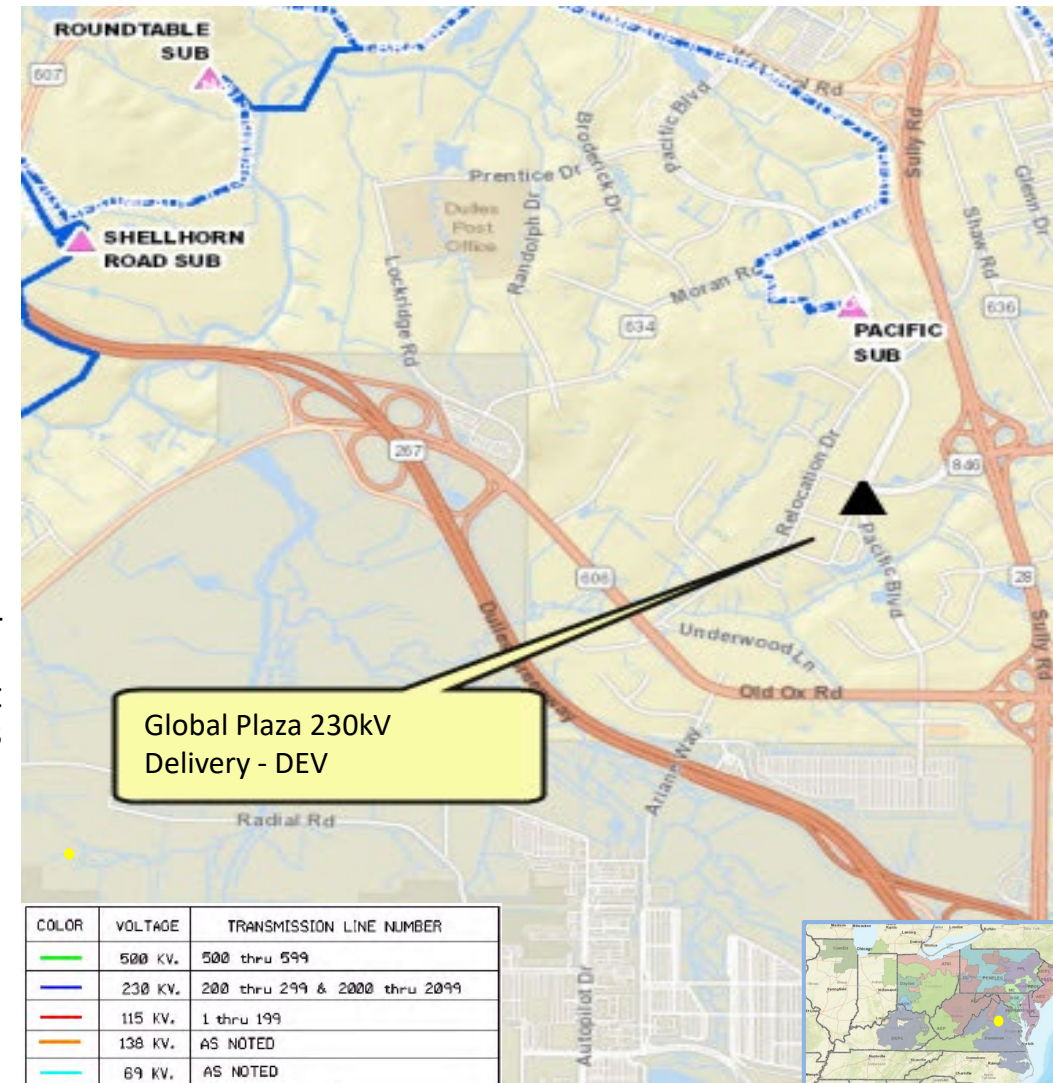 ROUNDTABLE
SUB
607
Rd
Sully Rd
Pacific Blvd
Broderick Dr
Glenn Dr
Prentice Dr
Dulles
Post
Office
Randolph Dr
Shaw Rd
SHELLHORN
ROAD SUB
Lockridge Rd
Moran Rd
636
634
PACIFIC
SUB
267
846
Relocation Dr
Pacific Blvd
606
28
Underwood Ln
Sully Rd
Old Ox Rd
Global Plaza 230kV
Delivery - DEV
Ariane Way
Radial Rd
Autopilot Dr
COLOR VOLTAGE TRANSMISSION LINE NUMBER
500 KV. 500 thru 599
230 KV. 200 thru 299 & 2000 thru 2099
115 KV. 1 thru 199
138 KV. AS NOTED
69 KV. AS NOTED